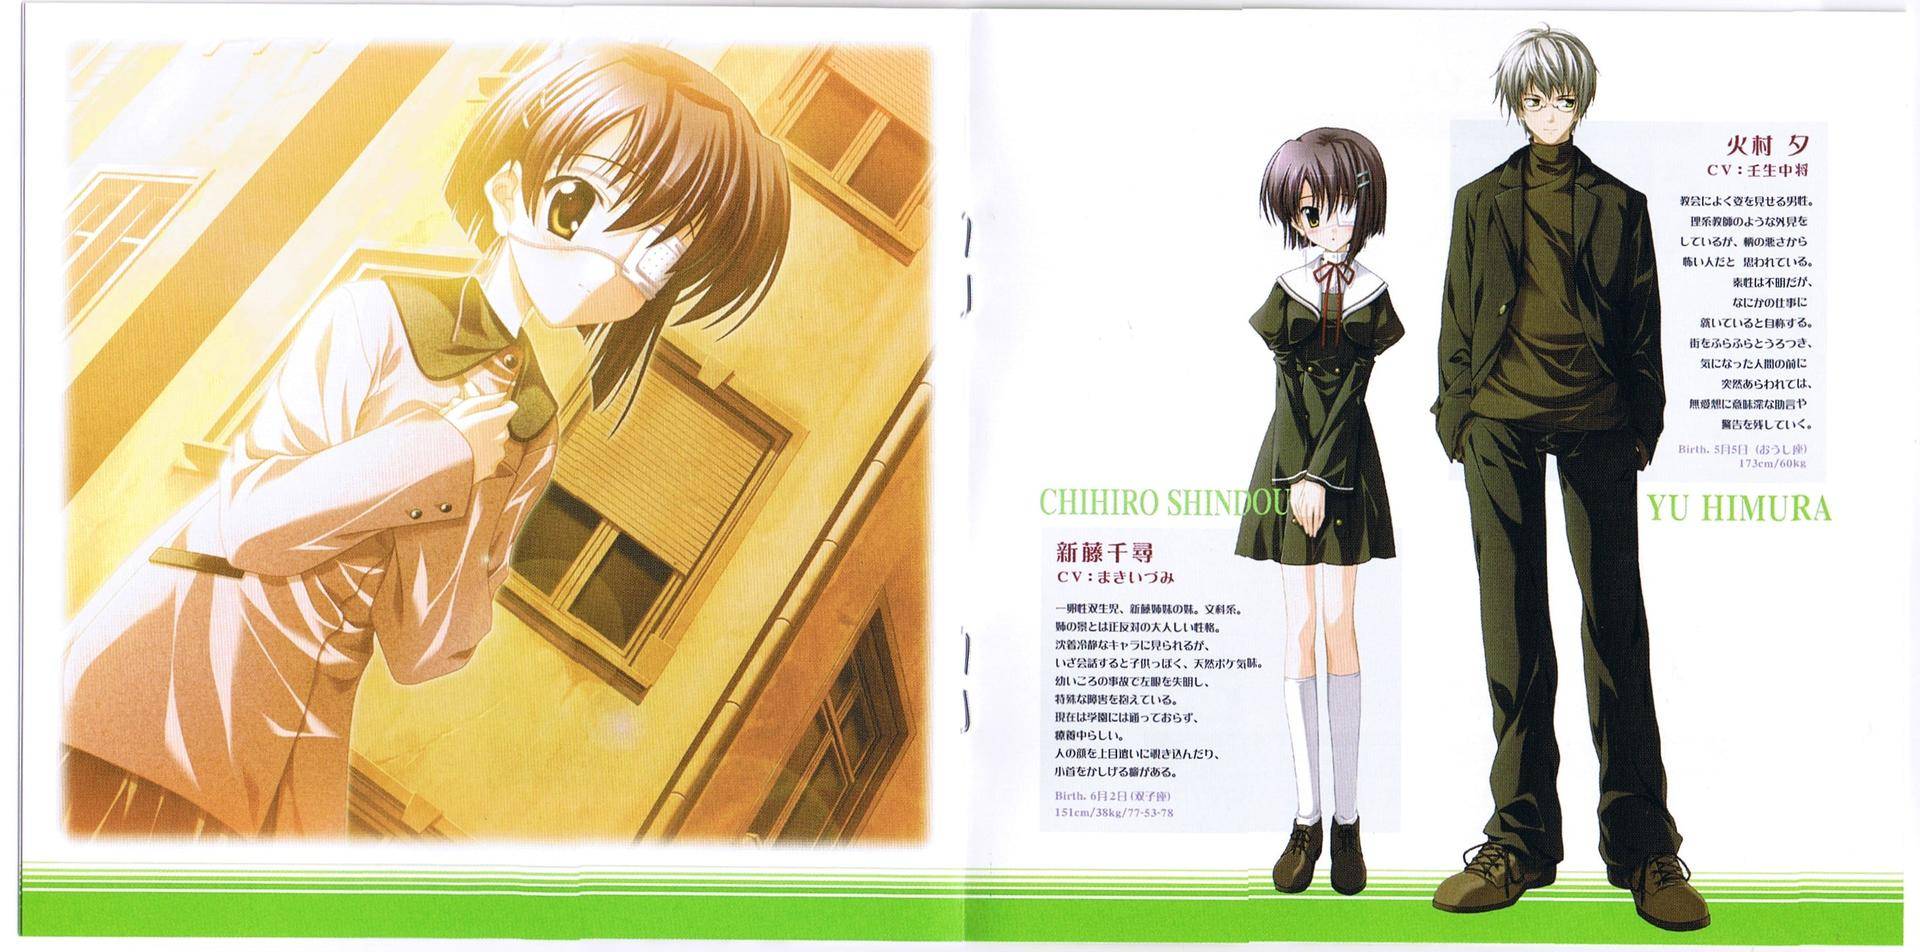 CHIHIRO SHINDOU
新藤千尋
CV：まきいづみ
一卵性双生児、新藤姉妹の妹。文科系。
姉の景とは正反対の大人しい性格。
沈着冷静なキャラに見られるが、
いざ会話すると子供っぽく、天然ボケ気味。
幼いころの事故で左眼を失明し、
特殊な障害を抱えている。
現在は学園には通っておらず、
療養中らしい。
人の顔を上目遣いに覗き込んだり、
小首をかしげる癖がある。
Birth. 6月2日(双子座)
151cm/38kg/77-53-78
火村 夕
CV：壬生中将
教会によく姿を見せる男性。
理系教師のような外見を
しているが、柄の悪さから
怖い人だと 思われている。
素性は不明だが、
なにかの仕事に
就いていると自称する。
街をふらふらとうろつき、
気になった人間の前に
突然あらわれては、
無愛想に意味深な助言や
警告を残していく。
Birth. 5月5日 (おうし座)
173cm/60kg
YU HIMURA